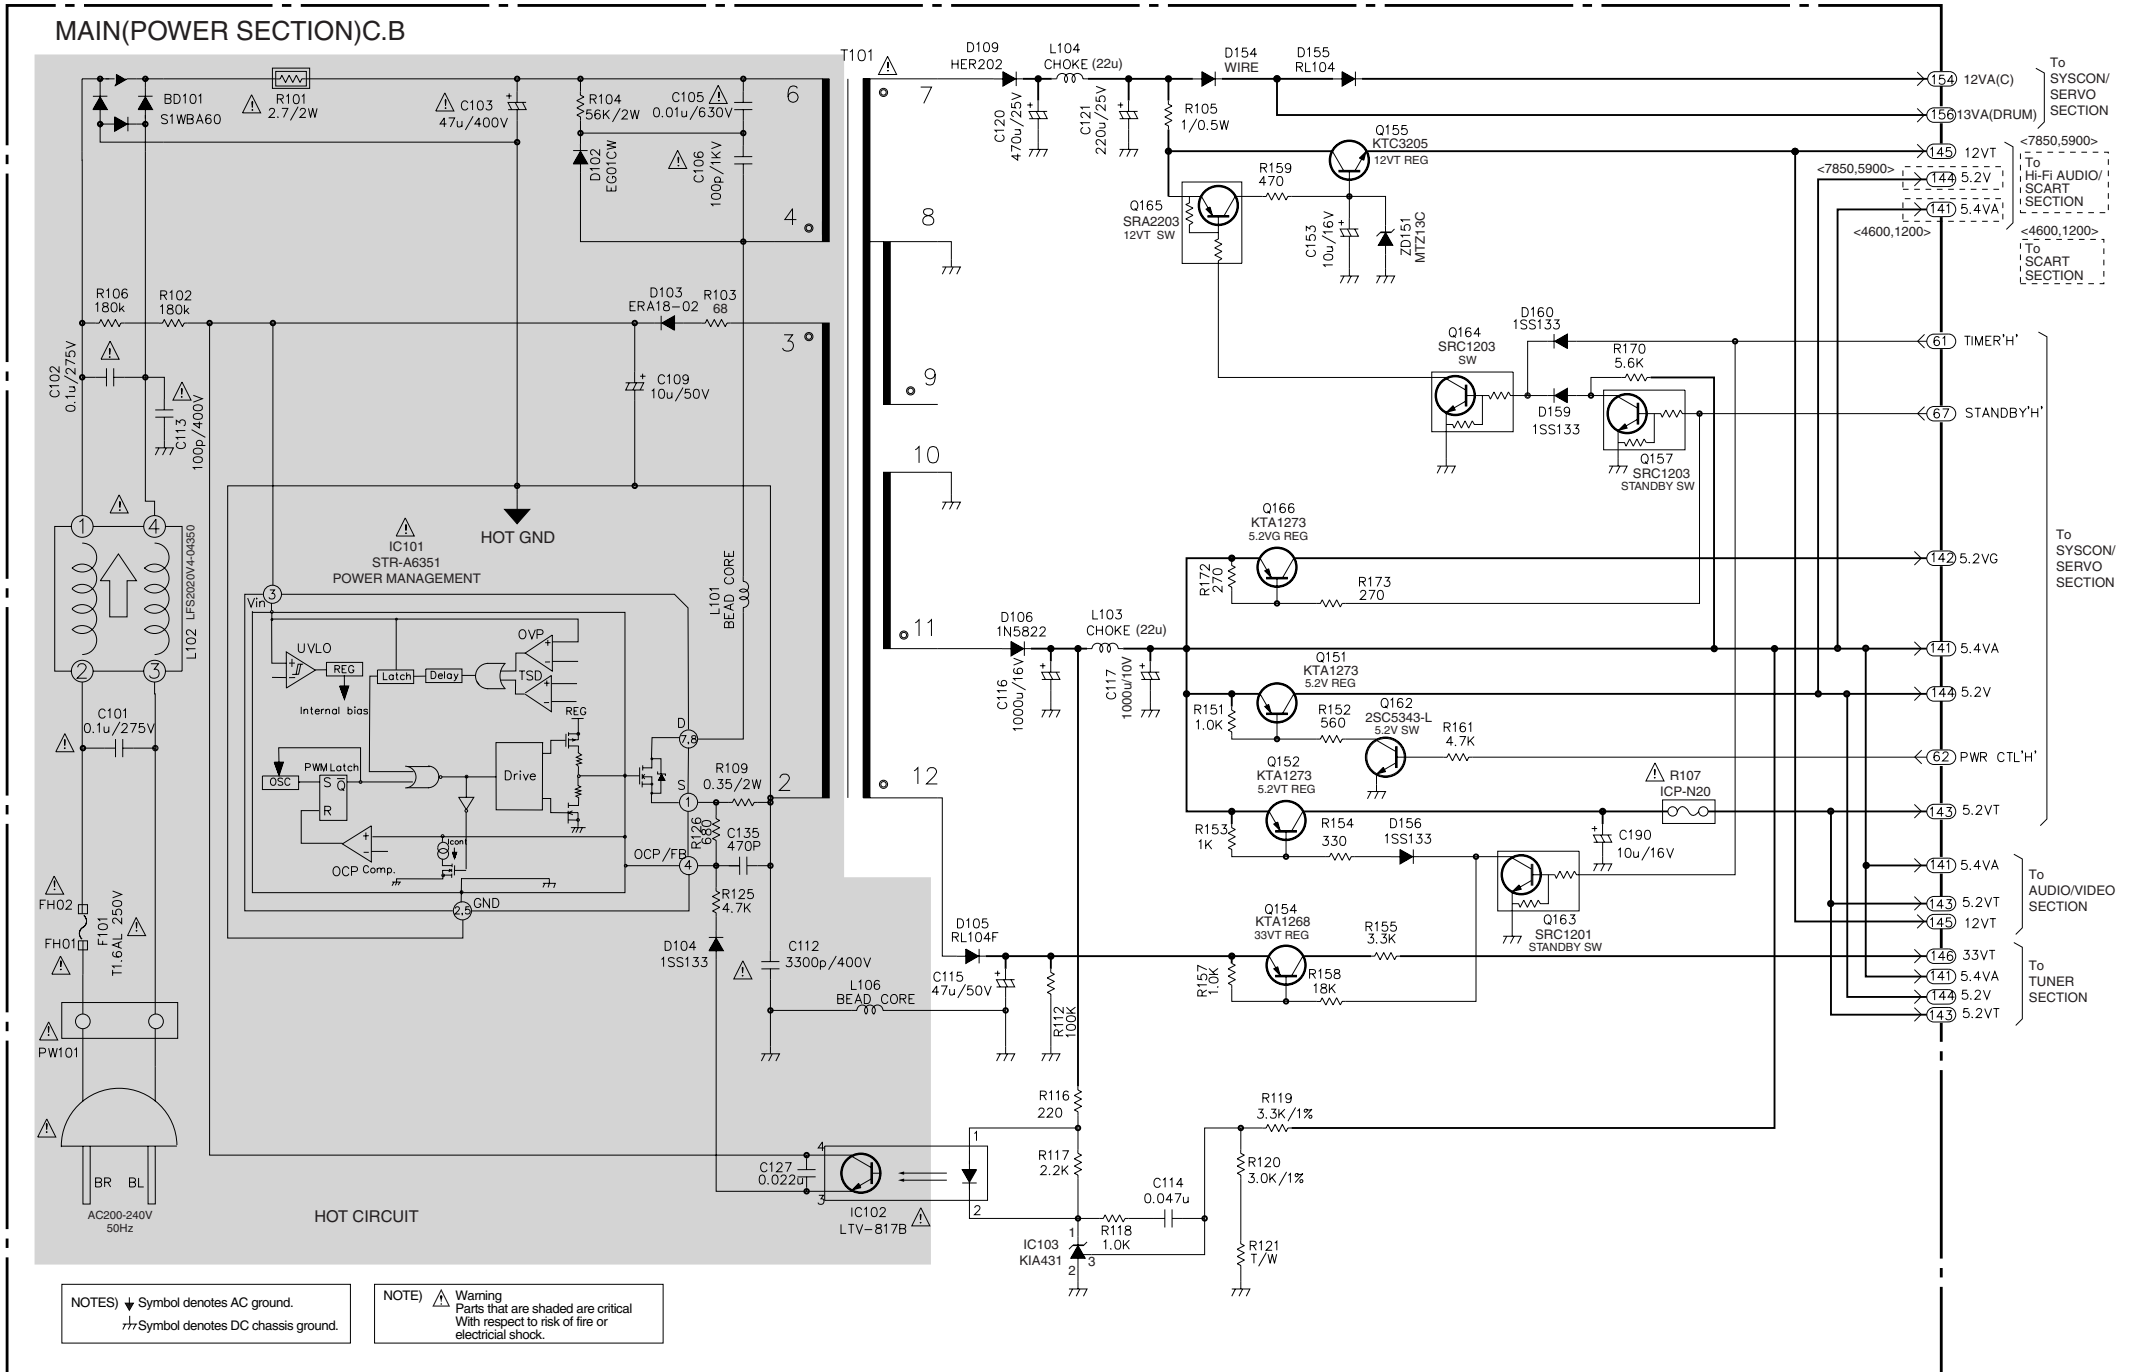 MAIN(POWER SECTION)C.B
BD101
S1WBA60
R101
2.7/2W
C103
47u/400V
R104
56K/2W
C105
0.01u/630V
D102
EG01CW
C106
100p/1KV
T101
6
4
3
2
7
8
9
10
11
12
D109
HER202
L104
CHOKE (22u)
C120
470u/25V
C121
220u/25V
D154
WIRE
D155
RL104
R105
1/0.5W
Q155
KTC3205
12VT REG
R159
470
Q165
SRA2203
12VT SW
C153
10u/16V
ZD151
MTZ13C
154 12VA(C)
156 13VA(DRUM)
To
SYSCON/
SERVO
SECTION
<7850,5900>
145 12VT
<7850,5900>
144 5.2V
141 5.4VA
<4600,1200>
To
Hi-Fi AUDIO/
SCART
SECTION
<4600,1200>
To
SCART
SECTION
R106
180k
R102
180k
D103
ERA18-02
R103
68
C102
0.1u/275V
C109
10u/50V
C113
100p/400V
D160
1SS133
Q164
SRC1203
SW
R170
5.6K
D159
1SS133
Q157
SRC1203
STANDBY SW
61 TIMER'H'
67 STANDBY'H'
1
4
2
3
L102 LFS2020V4-04350
HOT GND
IC101
STR-A6351
POWER MANAGEMENT
L101
BEAD CORE
Vin
3
UVLO
REG
Internal bias
Latch
Delay
OVP
TSD
REG
D
7,8
OSC
PWM Latch
S Q
R
Drive
S
1
R109
0.35/2W
R126
680
C135
470P
OCP/FB
4
OCP Comp.
Icont
GND
2,5
R125
4.7K
D104
1SS133
C112
3300p/400V
L106
BEAD CORE
C101
0.1u/275V
FH02
FH01
F101
T1.6AL 250V
PW101
BR BL
AC200-240V
50Hz
HOT CIRCUIT
C127
0.022u
4
3
1
2
IC102
LTV-817B
Q166
KTA1273
5.2VG REG
R172
270
R173
270
142 5.2VG
To
SYSCON/
SERVO
SECTION
D106
1N5822
L103
CHOKE (22u)
C116
1000u/16V
C117
1000u/10V
141 5.4VA
Q151
KTA1273
5.2V REG
R151
1.0K
R152
560
Q162
2SC5343-L
5.2V SW
R161
4.7K
144 5.2V
62 PWR CTL'H'
Q152
KTA1273
5.2VT REG
R153
1K
R154
330
D156
1SS133
R107
ICP-N20
C190
10u/16V
143 5.2VT
Q163
SRC1201
STANDBY SW
141 5.4VA
143 5.2VT
145 12VT
To
AUDIO/VIDEO
SECTION
D105
RL104F
C115
47u/50V
R112
100K
Q154
KTA1268
33VT REG
R155
3.3K
R157
1.0K
R158
18K
146 33VT
141 5.4VA
144 5.2V
143 5.2VT
To
TUNER
SECTION
R116
220
R117
2.2K
R118
1.0K
C114
0.047u
R119
3.3K/1%
R120
3.0K/1%
R121
T/W
IC103
KIA431
1
2
3
NOTES) Symbol denotes AC ground.
Symbol denotes DC chassis ground.
NOTE) Warning
Parts that are shaded are critical
With respect to risk of fire or
electricial shock.